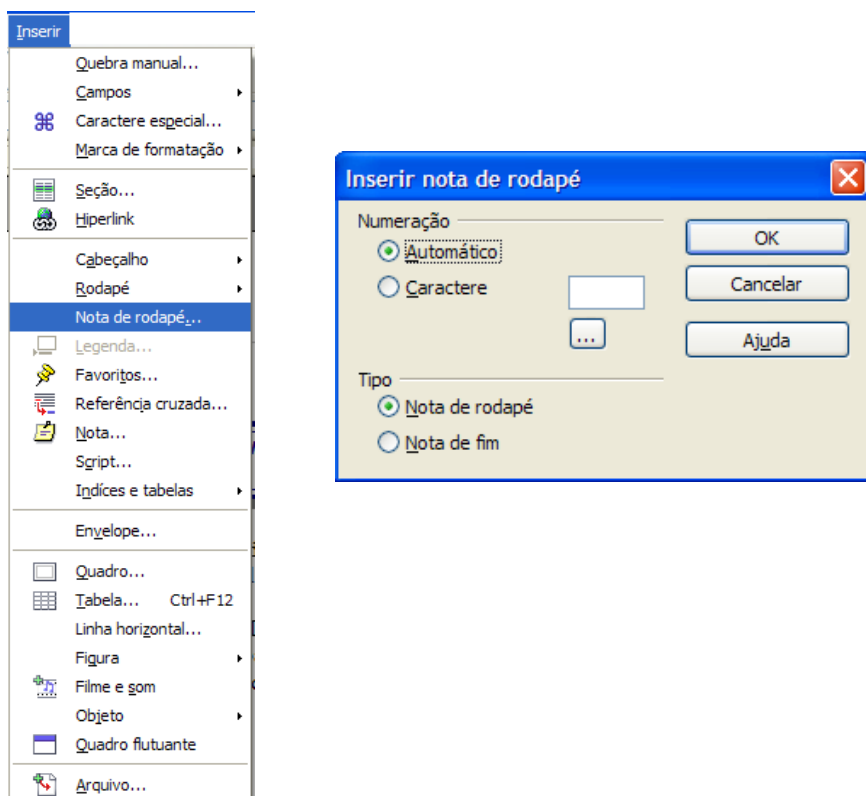 Inserir
Quebra manual...
Campos
Caractere especial...
Marca de formatação
Seção...
Hiperlink
Cabeçalho
Rodapé
Nota de rodapé...
Legenda...
Favoritos...
Referência cruzada...
Nota...
Script...
Indíces e tabelas
Envelope...
Quadro...
Tabela... Ctrl+F12
Linha horizontal...
Figura
Filme e som
Objeto
Quadro flutuante
Arquivo...
Inserir nota de rodapé
Numeração
Automático
Caractere
...
Tipo
Nota de rodapé
Nota de fim
OK
Cancelar
Ajuda